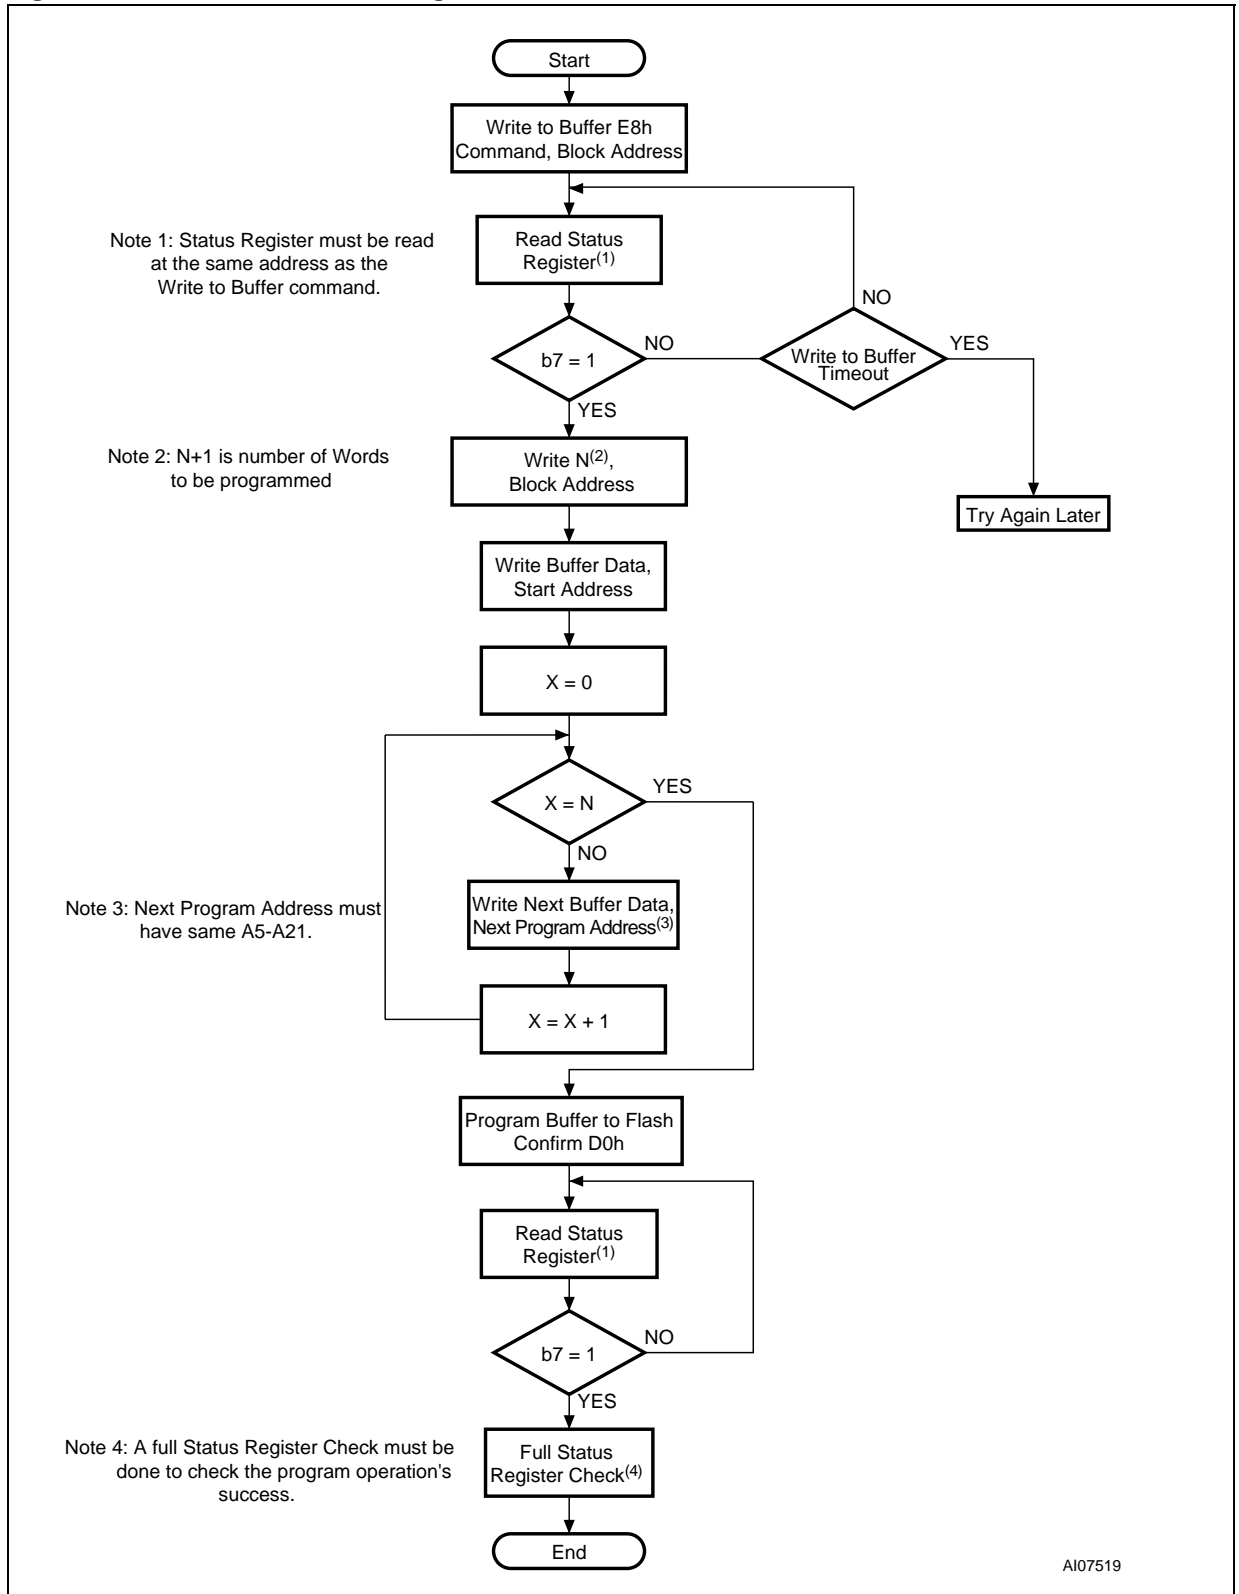 Start
Write to Buffer E8h
Command, Block Address
Note 1: Status Register must be read
at the same address as the
Write to Buffer command.
Read Status
Register(1)
NO
b7 = 1
NO
Write to Buffer
Timeout
YES
YES
Note 2: N+1 is number of Words
to be programmed
Write N(2),
Block Address
Try Again Later
Write Buffer Data,
Start Address
X = 0
X = N
YES
NO
Note 3: Next Program Address must
have same A5-A21.
Write Next Buffer Data,
Next Program Address(3)
X = X + 1
Program Buffer to Flash
Confirm D0h
Read Status
Register(1)
b7 = 1
NO
YES
Note 4: A full Status Register Check must be
done to check the program operation's
success.
Full Status
Register Check(4)
End
AI07519